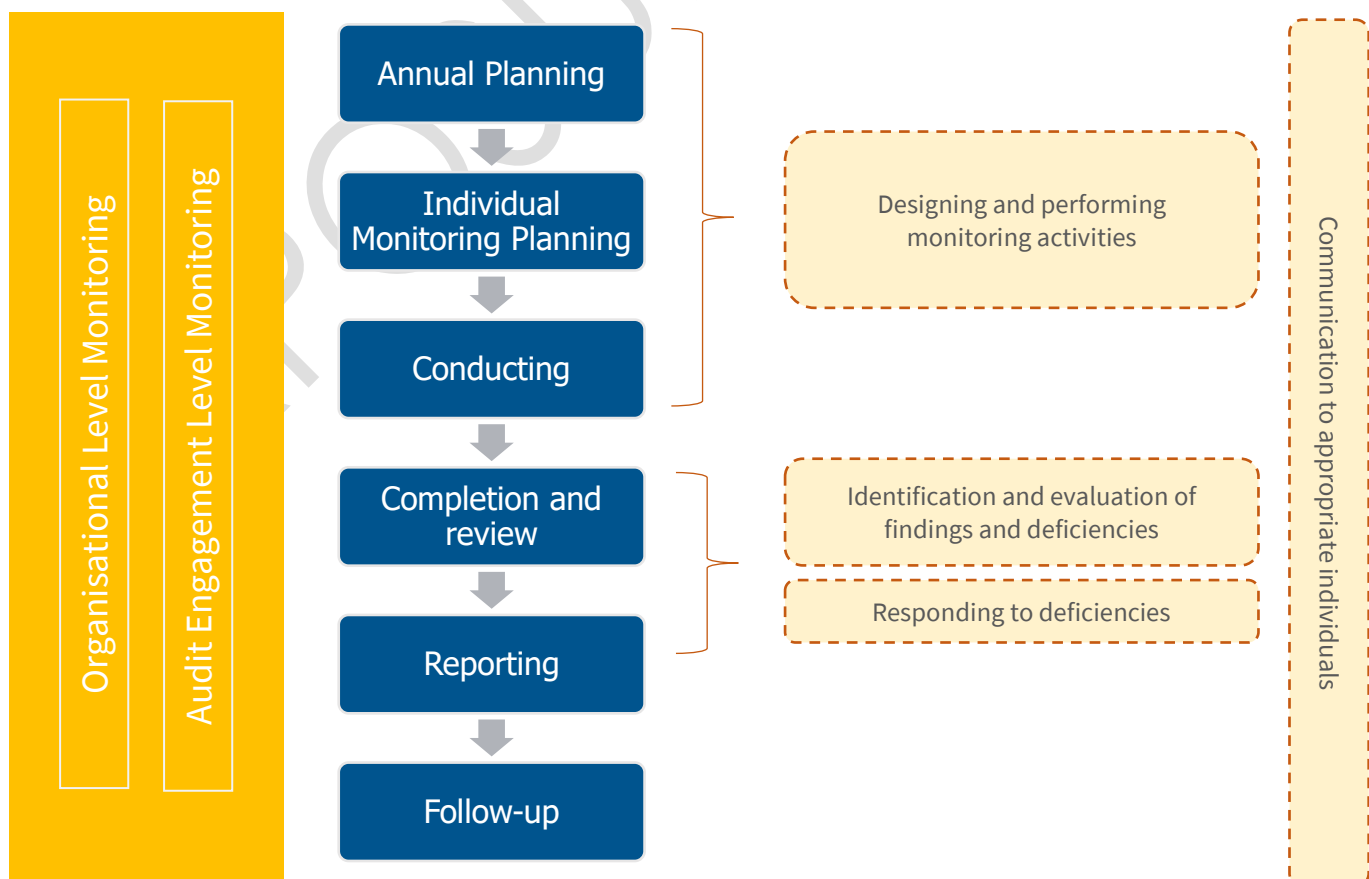 Organisational Level Monitoring
Audit Engagement Level Monitoring
Annual Planning
Individual
Monitoring Planning
Conducting
Completion and
review
Reporting
Follow-up
Designing and performing
monitoring activities
Identification and evaluation of
findings and deficiencies
Responding to deficiencies
Communication to appropriate individuals